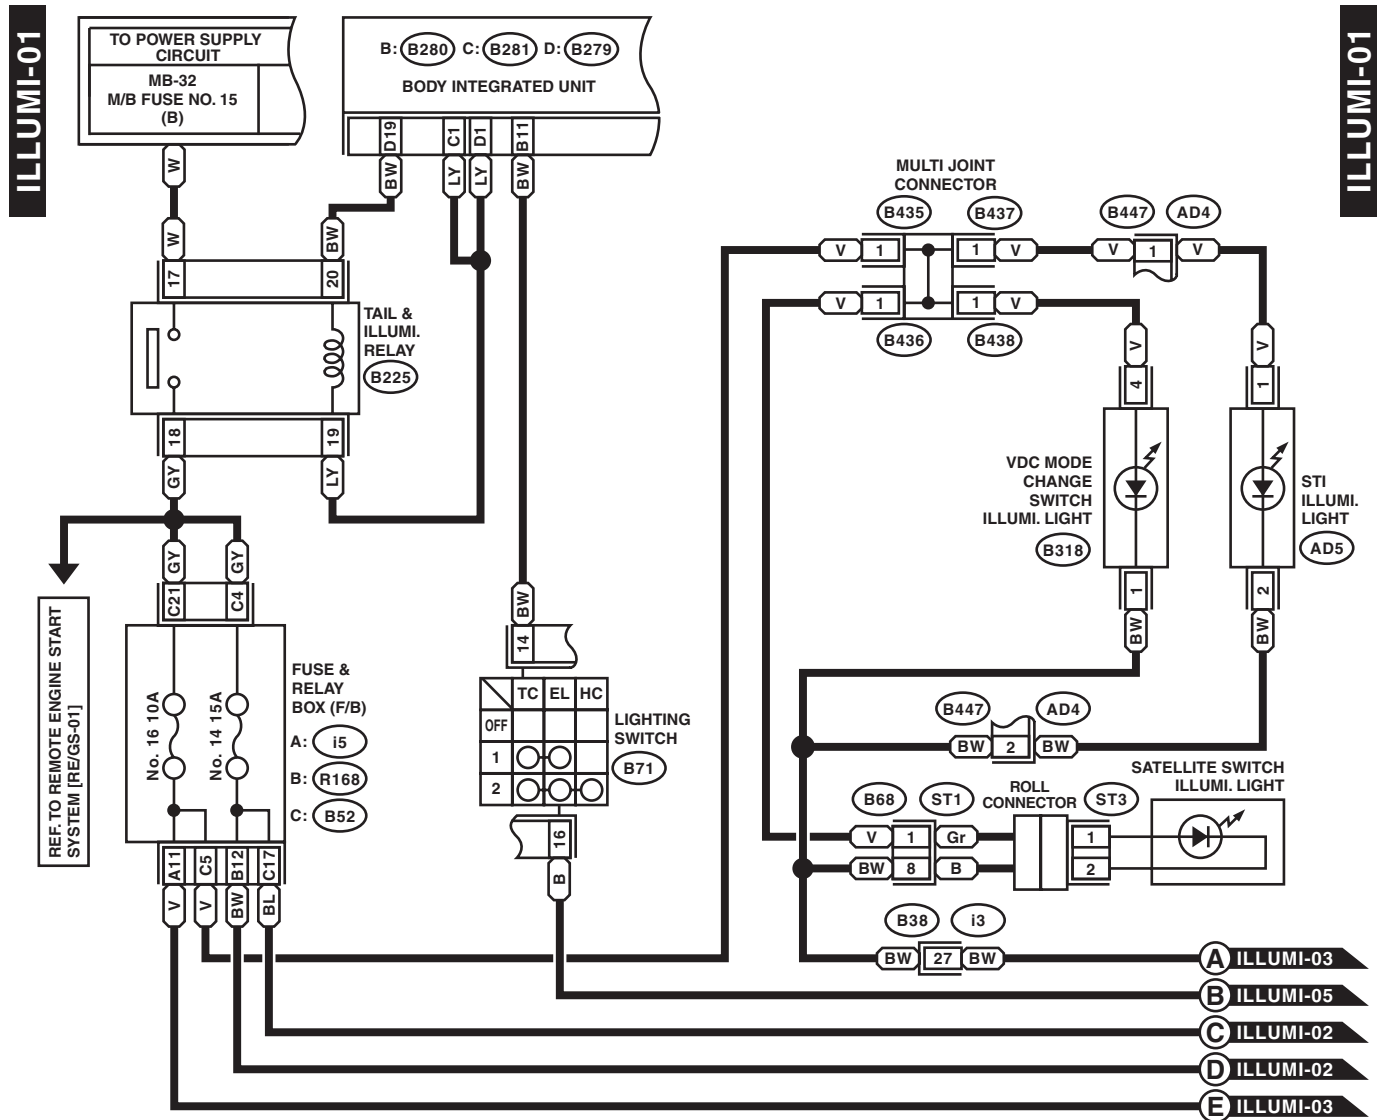 ILLUMI-01
ILLUMI-01
TO POWER SUPPLY
CIRCUIT
MB-32
M/B FUSE NO. 15
(B)
B: B280 C: B281 D: B279
BODY INTEGRATED UNIT
D19
C1
D1
B11
W
BW
LY
LY
BW
W
BW
17
20
TAIL &
ILLUMI.
RELAY
B225
18
19
GY
LY
GY
GY
C21
C4
REF. TO REMOTE ENGINE START
SYSTEM [RE/GS-01]
No. 16 10A
No. 14 15A
FUSE &
RELAY
BOX (F/B)
A: i5
B: R168
C: B52
A11
C5
B12
C17
V
V
BW
BL
BW
14
TC EL HC
OFF
1
2
LIGHTING
SWITCH
B71
16
B
MULTI JOINT
CONNECTOR
B435 B437
V 1 1 V
V 1 1 V
B436 B438
B447 AD4
V 1 V
V
V
4
1
VDC MODE
CHANGE
SWITCH
ILLUMI. LIGHT
B318
STI
ILLUMI.
LIGHT
AD5
1
2
BW
BW
B447 AD4
BW 2 BW
SATELLITE SWITCH
ILLUMI. LIGHT
B68 ST1
ROLL
CONNECTOR
ST3
V 1 Gr
1
BW 8 B
2
B38 i3
BW 27 BW
A ILLUMI-03
B ILLUMI-05
C ILLUMI-02
D ILLUMI-02
E ILLUMI-03